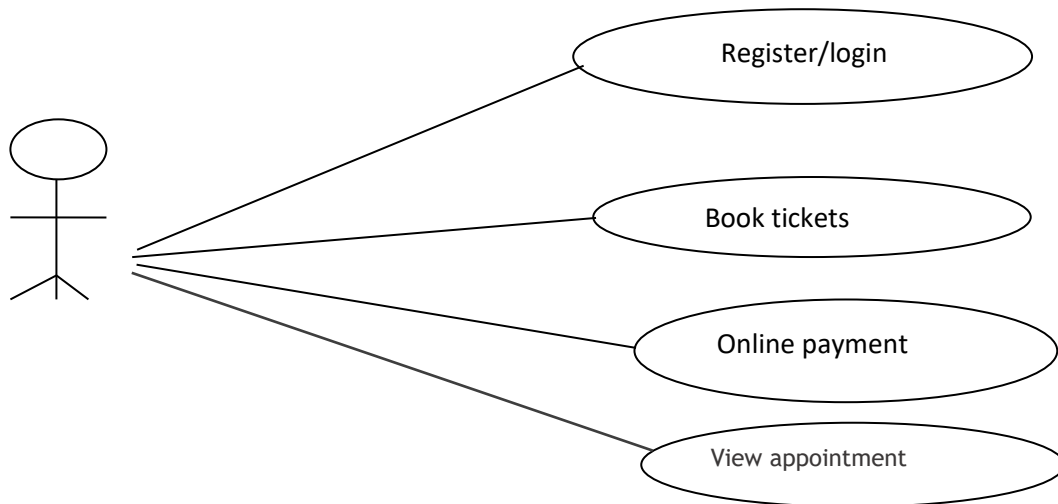 Register/login
Book tickets
Online payment
View appointment